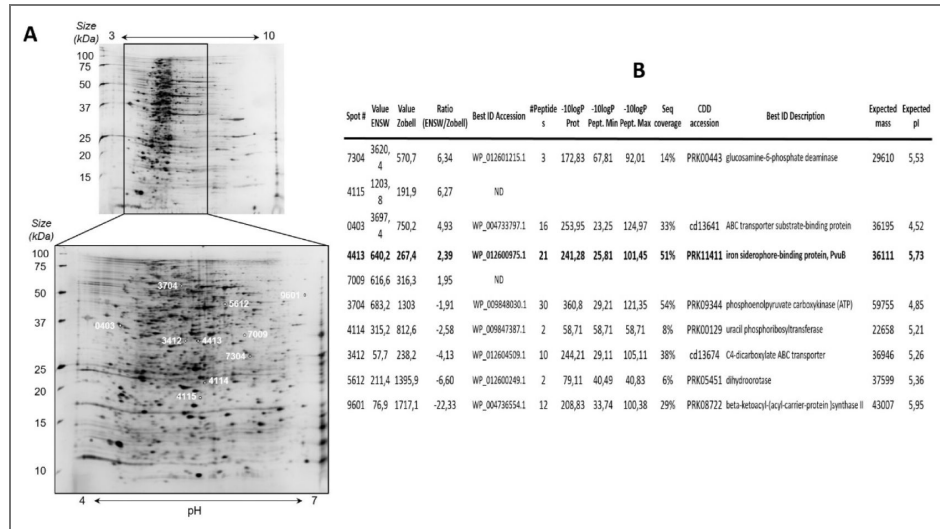 A
Size
(kDa)
3
10
100
75
50
37
25
20
15
Size
(kDa)
100
75
50
37
25
20
15
10
3704
5612
9601
0403
7009
3412
4413
7304
4114
4115
4
7
pH
B
Spot # Value ENSW Value Zobell Ratio (ENSW/Zobell) Best ID Accession #Peptides -10logP Prot -10logP Pept. Min -10logP Pept. Max Seq coverage CDD accession Best ID Description Expected mass Expected pI
7304 3620,4 570,7 6,34 WP_012601215.1 3 172,83 67,81 92,01 14% PRK00443 glucosamine-6-phosphate deaminase 29610 5,53
4115 1203,8 191,9 6,27 ND
0403 3697,4 750,2 4,93 WP_004733797.1 16 253,95 23,25 124,97 33% cd13641 ABC transporter substrate-binding protein 36195 4,52
4413 640,2 267,4 2,39 WP_012600975.1 21 241,28 25,81 101,45 51% PRK11411 iron siderophore-binding protein, PvuB 36111 5,73
7009 616,6 316,3 1,95 ND
3704 683,2 1303 -1,91 WP_009848030.1 30 360,8 29,21 121,35 54% PRK09344 phosphoenolpyruvate carboxykinase (ATP) 59755 4,85
4114 315,2 812,6 -2,58 WP_009847387.1 2 58,71 58,71 58,71 8% PRK00129 uracil phosphoribosyltransferase 22658 5,21
3412 57,7 238,2 -4,13 WP_012604509.1 10 244,21 29,11 105,11 38% cd13674 C4-dicarboxylate ABC transporter 36946 5,26
5612 211,4 1395,9 -6,60 WP_012600249.1 2 79,11 40,49 40,83 6% PRK05451 dihydroorotase 37599 5,36
9601 76,9 1717,1 -22,33 WP_004736554.1 12 208,83 33,74 100,38 29% PRK08722 beta-ketoacyl-(acyl-carrier-protein )synthase II 43007 5,95